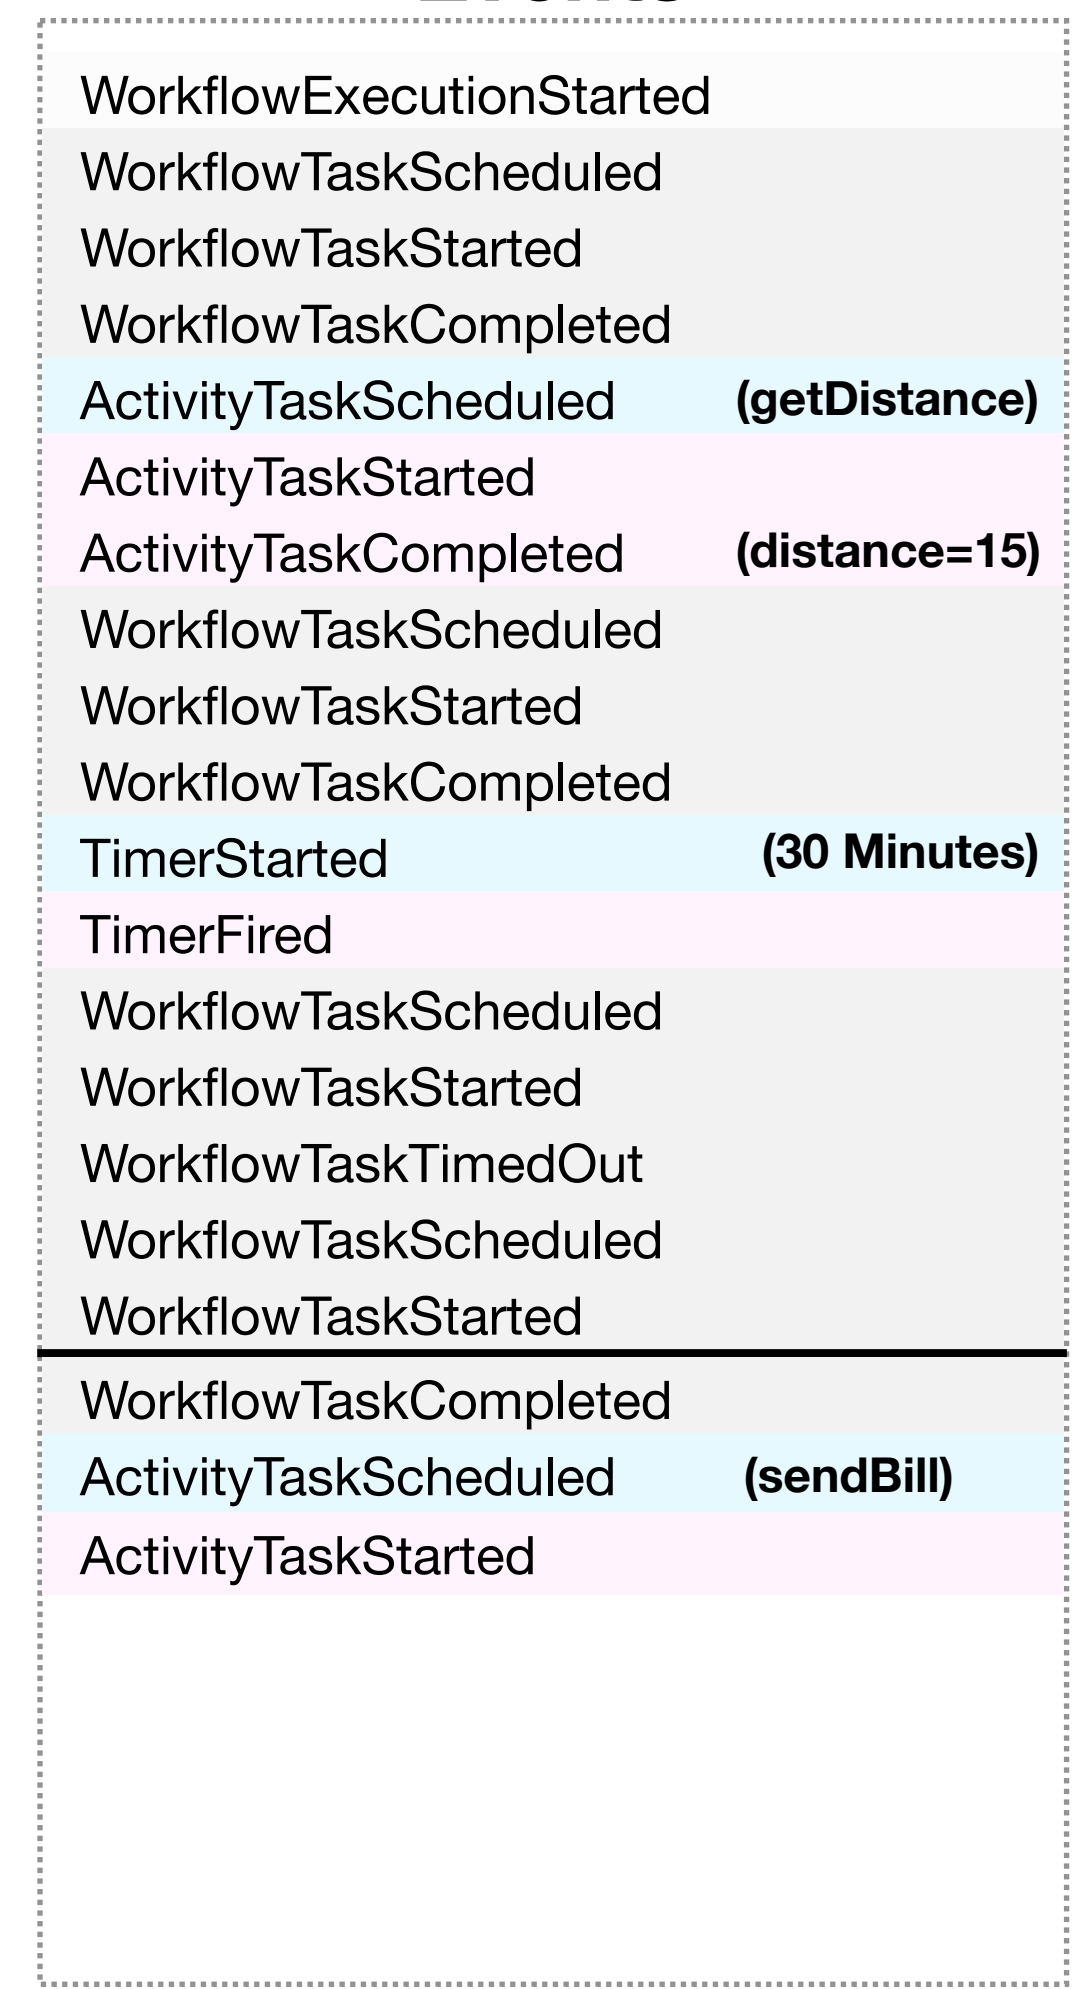 WorkflowExecutionStarted
WorkflowTaskScheduled
WorkflowTaskStarted
WorkflowTaskCompleted
ActivityTaskScheduled (getDistance)
ActivityTaskStarted
ActivityTaskCompleted (distance=15)
WorkflowTaskScheduled
WorkflowTaskStarted
WorkflowTaskCompleted
TimerStarted (30 Minutes)
TimerFired
WorkflowTaskScheduled
WorkflowTaskStarted
WorkflowTaskTimedOut
WorkflowTaskScheduled
WorkflowTaskStarted
WorkflowTaskCompleted
ActivityTaskScheduled (sendBill)
ActivityTaskStarted